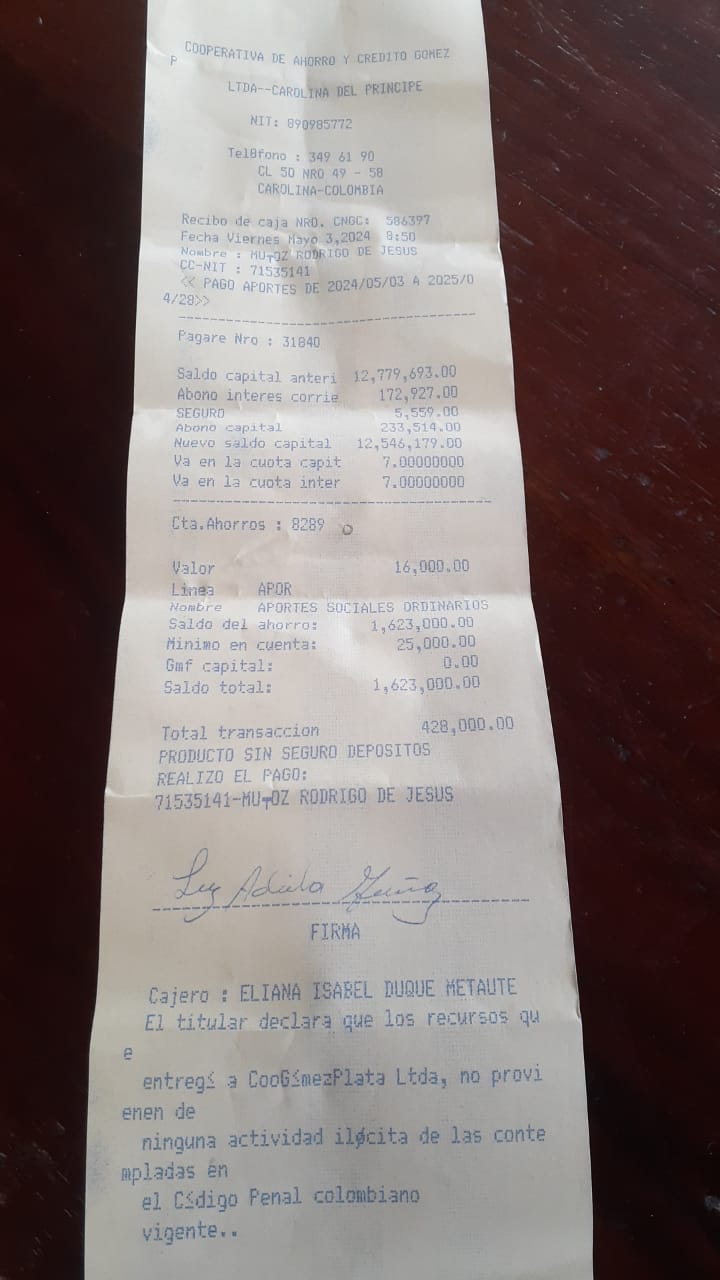 COOPERATIVA DE AHORRO Y CREDITO GOMEZ
P
LTDA--CAROLINA DEL PRINCIPE
NIT: 890985772
Tel8fono : 349 61 90
CL 50 NRO 49 - 58
CAROLINA-COLOMBIA
Recibo de caja NRO. CNGC: 586397
Fecha Viernes Mayo 3,2024 8:50
Nombre : MU╤OZ RODRIGO DE JESUS
CC-NIT : 71535141
<< PAGO APORTES DE 2024/05/03 A 2025/0
4/28>>
Pagare Nro : 31840
Saldo capital anteri 12,779,693.00
Abono interes corrie 172,927.00
SEGURO 5,559.00
Abono capital 233,514.00
Nuevo saldo capital 12,546,179.00
Va en la cuota capit 7.00000000
Va en la cuota inter 7.00000000
Cta.Ahorros : 8289
Valor 16,000.00
Linea APOR
Nombre APORTES SOCIALES ORDINARIOS
Saldo del ahorro: 1,623,000.00
Minimo en cuenta: 25,000.00
Gmf capital: 0.00
Saldo total: 1,623,000.00
Total transaccion 428,000.00
PRODUCTO SIN SEGURO DEPOSITOS
REALIZO EL PAGO:
71535141-MU╤OZ RODRIGO DE JESUS
Luz Adiela Muñoz
FIRMA
Cajero : ELIANA ISABEL DUQUE METAUTE
El titular declara que los recursos qu
e
entregí a CooGímezPlata Ltda, no provi
enen de
ninguna actividad iløcita de las conte
mpladas en
el Cídigo Penal colombiano
vigente..